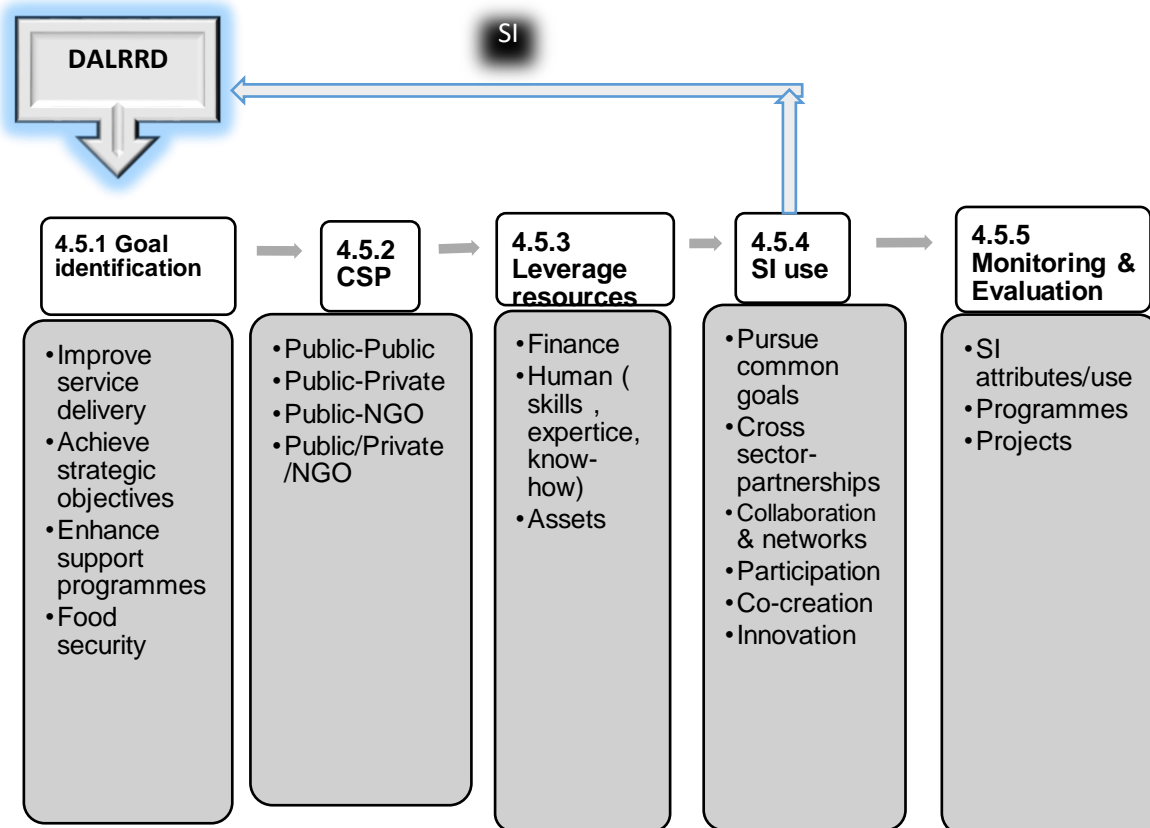 SI
DALRRD
4.5.1 Goal
identification
4.5.2
CSP
4.5.3
Leverage
resources
4.5.4
SI use
4.5.5
Monitoring &
Evaluation
•Improve
service
delivery
•Achieve
strategic
objectives
•Enhance
support
programmes
•Food
security
•Public-Public
•Public-Private
•Public-NGO
•Public/Private
/NGO
•Finance
•Human (
skills ,
expertice,
know-
how)
•Assets
•Pursue
common
goals
•Cross
sector-
partnerships
•Collaboration
& networks
•Participation
•Co-creation
•Innovation
•SI
attributes/use
•Programmes
•Projects